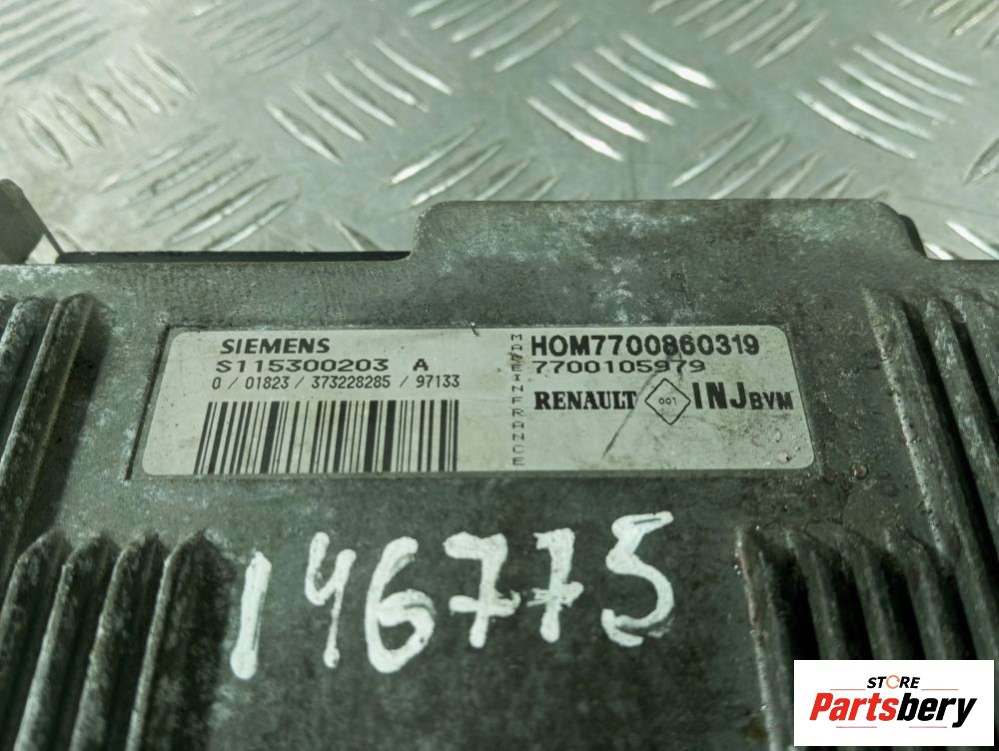 SIEMENS
S115300203 A
0 / 01823 / 373228285 / 97133
MADE IN FRANCE
HOM7700860319
7700105979
RENAULT 001 INJ BVM
146775
STORE
Partsbery